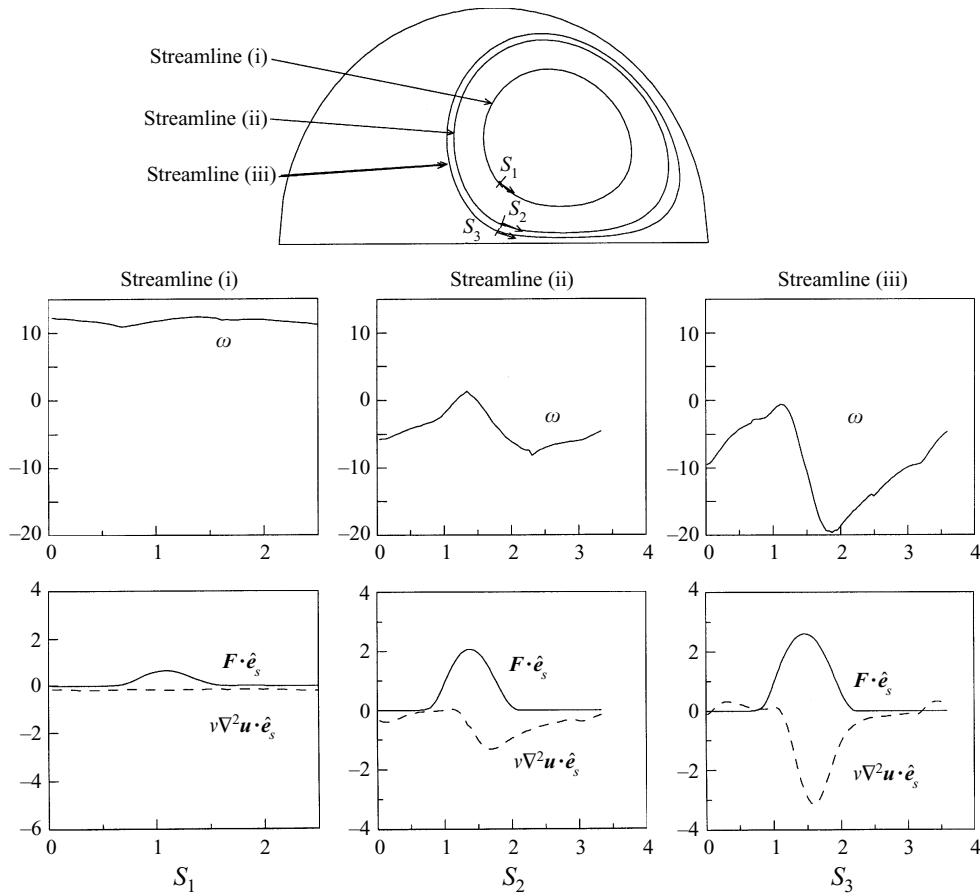 Streamline (i)
Streamline (ii)
Streamline (iii)
S1
S2
S3
Streamline (i)
Streamline (ii)
Streamline (iii)
10
0
–10
–20
ω
0
1
2
10
0
–10
–20
ω
0
1
2
3
4
10
0
–10
–20
ω
0
1
2
3
4
4
2
0
–2
–4
–6
F·ês
ν∇²u·ês
0
1
2
S1
4
2
0
–2
–4
F·ês
ν∇²u·ês
0
1
2
3
4
S2
4
2
0
–2
–4
F·ês
ν∇²u·ês
0
1
2
3
4
S3